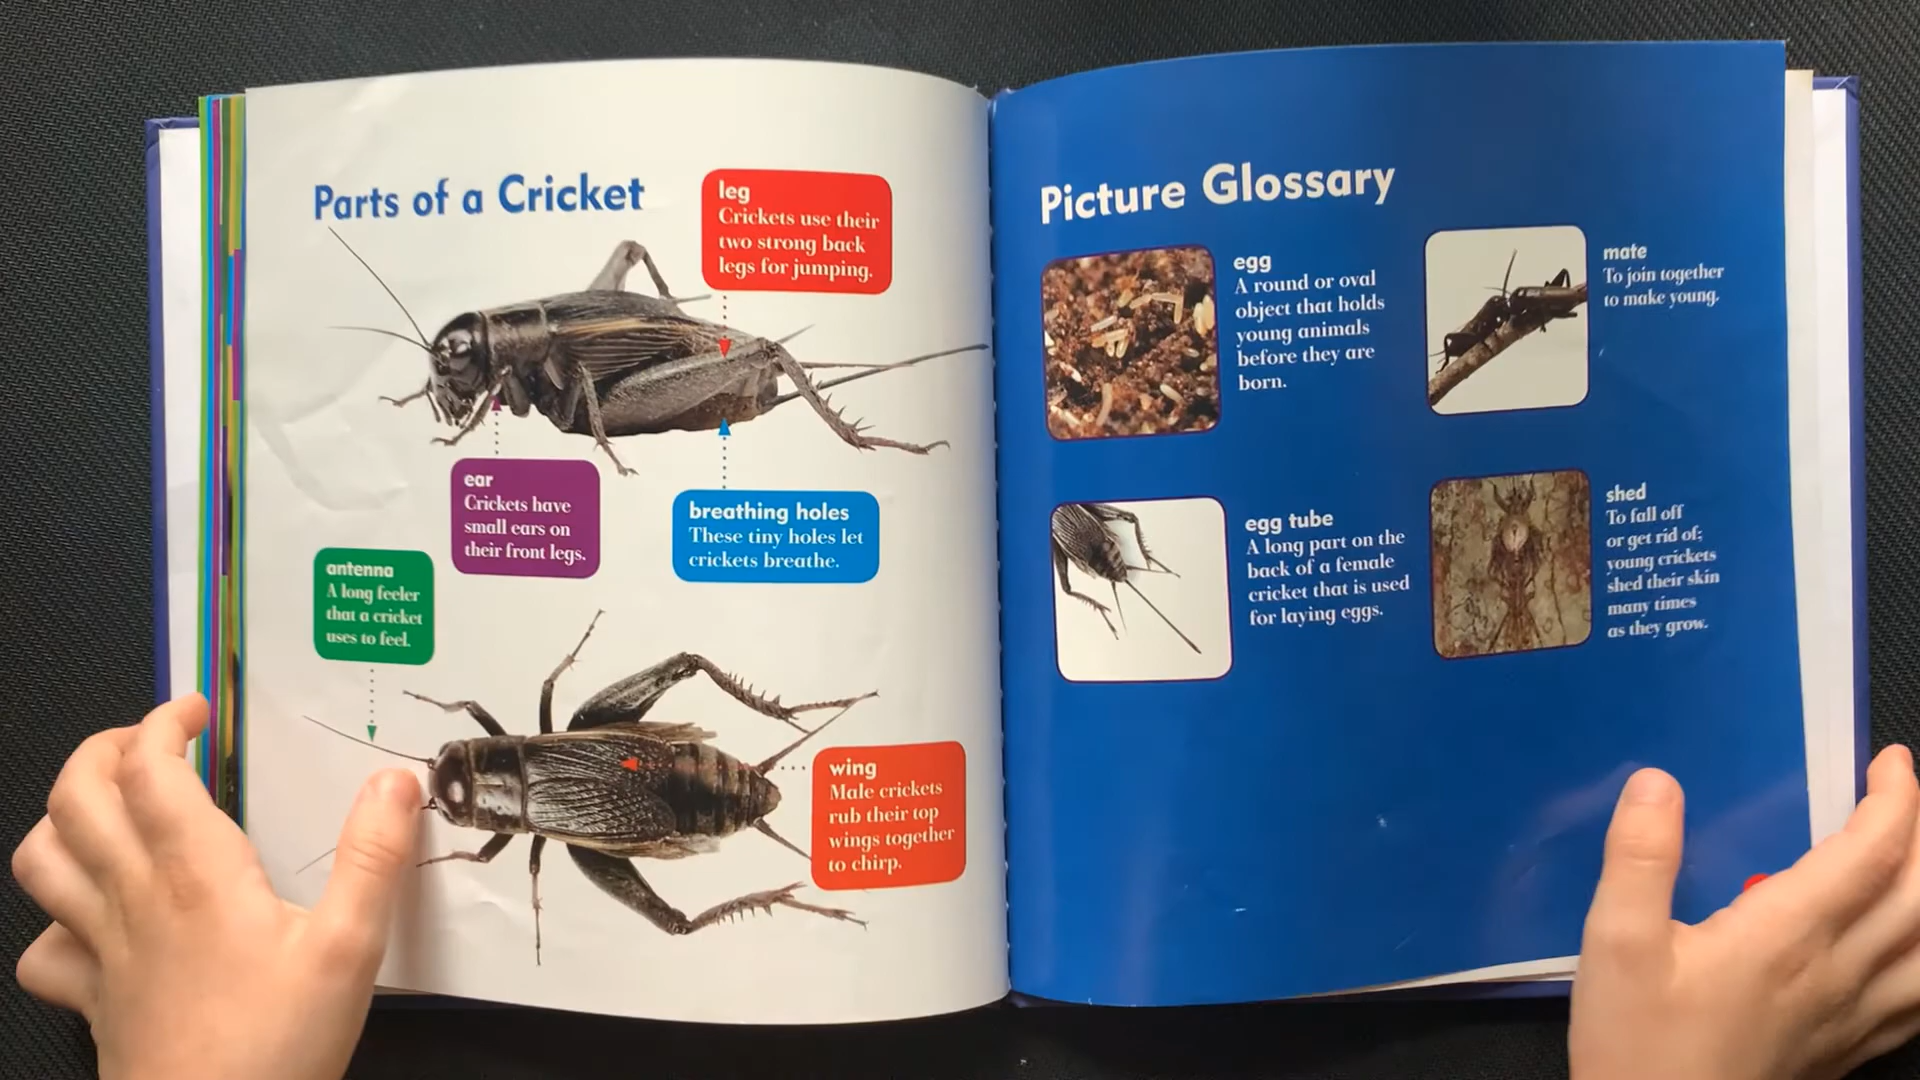 Parts of a Cricket
leg
Crickets use their
two strong back
legs for jumping.
ear
Crickets have
small ears on
their front legs.
breathing holes
These tiny holes let
crickets breathe.
antenna
A long feeler
that a cricket
uses to feel.
wing
Male crickets
rub their top
wings together
to chirp.
Picture Glossary
egg
A round or oval
object that holds
young animals
before they are
born.
egg tube
A long part on the
back of a female
cricket that is used
for laying eggs.
mate
To join together
to make young.
shed
To fall off
or get rid of;
young crickets
shed their skin
many times
as they grow.